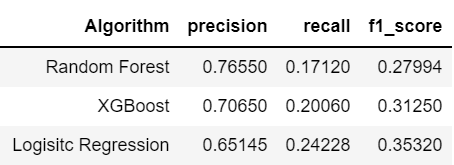 Algorithm precision recall f1_score
Random Forest 0.76550 0.17120 0.27994
XGBoost 0.70650 0.20060 0.31250
Logisitc Regression 0.65145 0.24228 0.35320